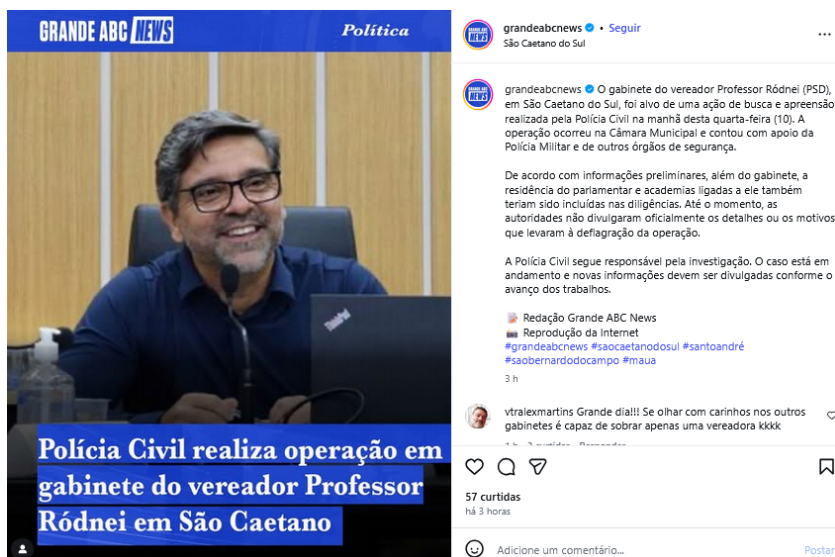 GRANDE ABC NEWS
Política
ThinkPad
Polícia Civil realiza operação em
gabinete do vereador Professor
Ródnei em São Caetano
grandeabcnews • Seguir
São Caetano do Sul
grandeabcnews O gabinete do vereador Professor Ródnei (PSD),
em São Caetano do Sul, foi alvo de uma ação de busca e apreensão
realizada pela Polícia Civil na manhã desta quarta-feira (10). A
operação ocorreu na Câmara Municipal e contou com apoio da
Polícia Militar e de outros órgãos de segurança.
De acordo com informações preliminares, além do gabinete, a
residência do parlamentar e academias ligadas a ele também
teriam sido incluídas nas diligências. Até o momento, as
autoridades não divulgaram oficialmente os detalhes ou os motivos
que levaram à deflagração da operação.
A Polícia Civil segue responsável pela investigação. O caso está em
andamento e novas informações devem ser divulgadas conforme o
avanço dos trabalhos.
Redação Grande ABC News
Reprodução da Internet
#grandeabcnews #saocaetanodosul #santoandré
#saobernardodocampo #maua
3 h
vtralexmartins Grande dia!!! Se olhar com carinhos nos outros
gabinetes é capaz de sobrar apenas uma vereadora kkkk
57 curtidas
há 3 horas
Adicione um comentário...
Postar